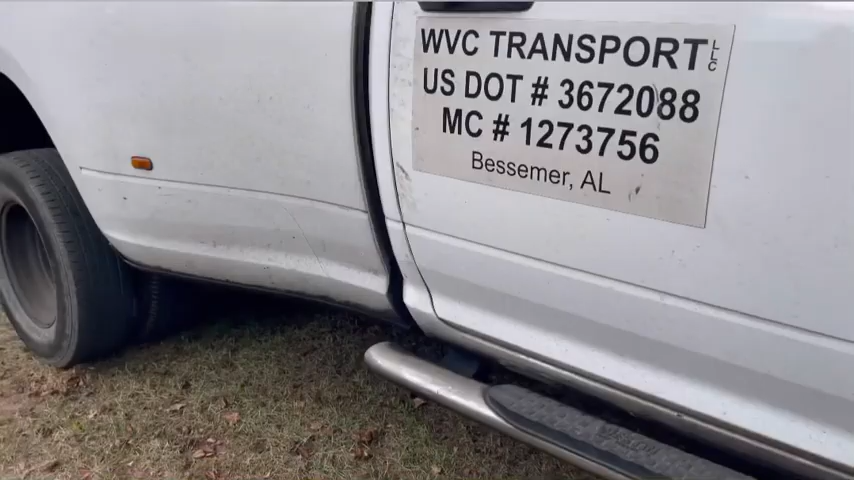 WVC TRANSPORT LLC
US DOT # 3672088
MC # 1273756
Bessemer, AL